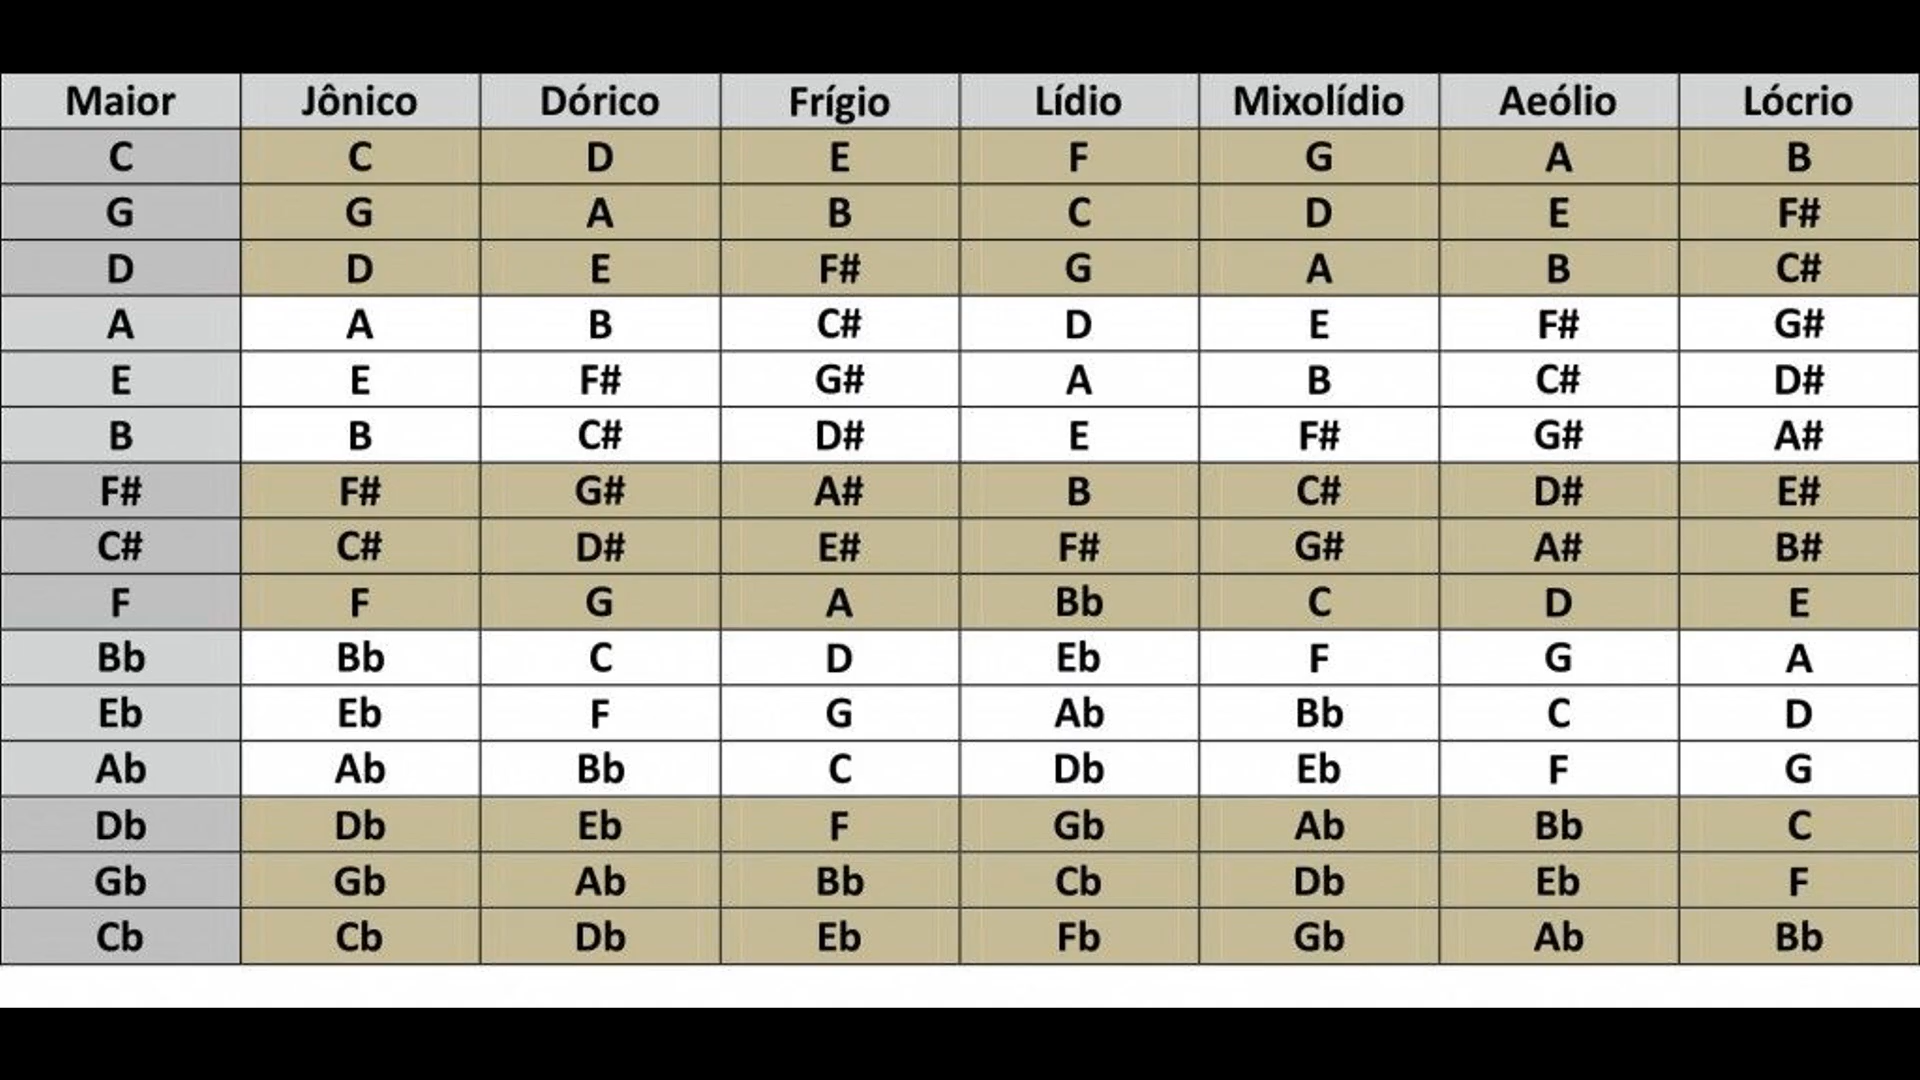 Maior Jônico Dórico Frígio Lídio Mixolídio Aeólio Lócrio
C C D E F G A B
G G A B C D E F#
D D E F# G A B C#
A A B C# D E F# G#
E E F# G# A B C# D#
B B C# D# E F# G# A#
F# F# G# A# B C# D# E#
C# C# D# E# F# G# A# B#
F F G A Bb C D E
Bb Bb C D Eb F G A
Eb Eb F G Ab Bb C D
Ab Ab Bb C Db Eb F G
Db Db Eb F Gb Ab Bb C
Gb Gb Ab Bb Cb Db Eb F
Cb Cb Db Eb Fb Gb Ab Bb